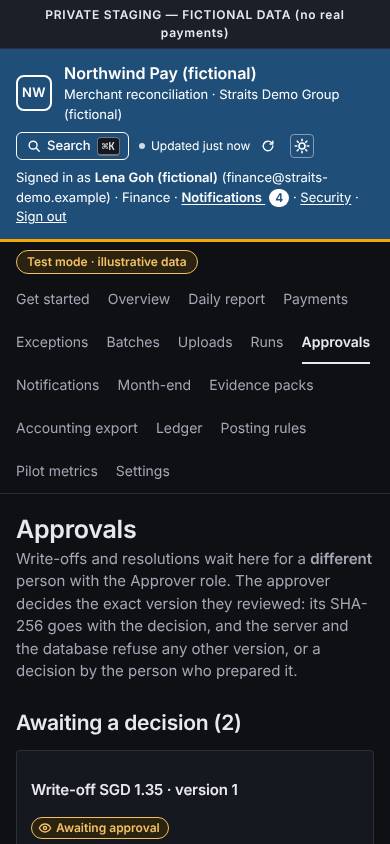 PRIVATE STAGING — FICTIONAL DATA (no real
payments)
NW
Northwind Pay (fictional)
Merchant reconciliation · Straits Demo Group
(fictional)
Search ⌘K
Updated just now
Signed in as Lena Goh (fictional) (finance@straits-
demo.example) · Finance · Notifications 4 · Security ·
Sign out
Test mode · illustrative data
Get started Overview Daily report Payments
Exceptions Batches Uploads Runs Approvals
Notifications Month-end Evidence packs
Accounting export Ledger Posting rules
Pilot metrics Settings
Approvals
Write-offs and resolutions wait here for a different
person with the Approver role. The approver
decides the exact version they reviewed: its SHA-
256 goes with the decision, and the server and
the database refuse any other version, or a
decision by the person who prepared it.
Awaiting a decision (2)
Write-off SGD 1.35 · version 1
Awaiting approval